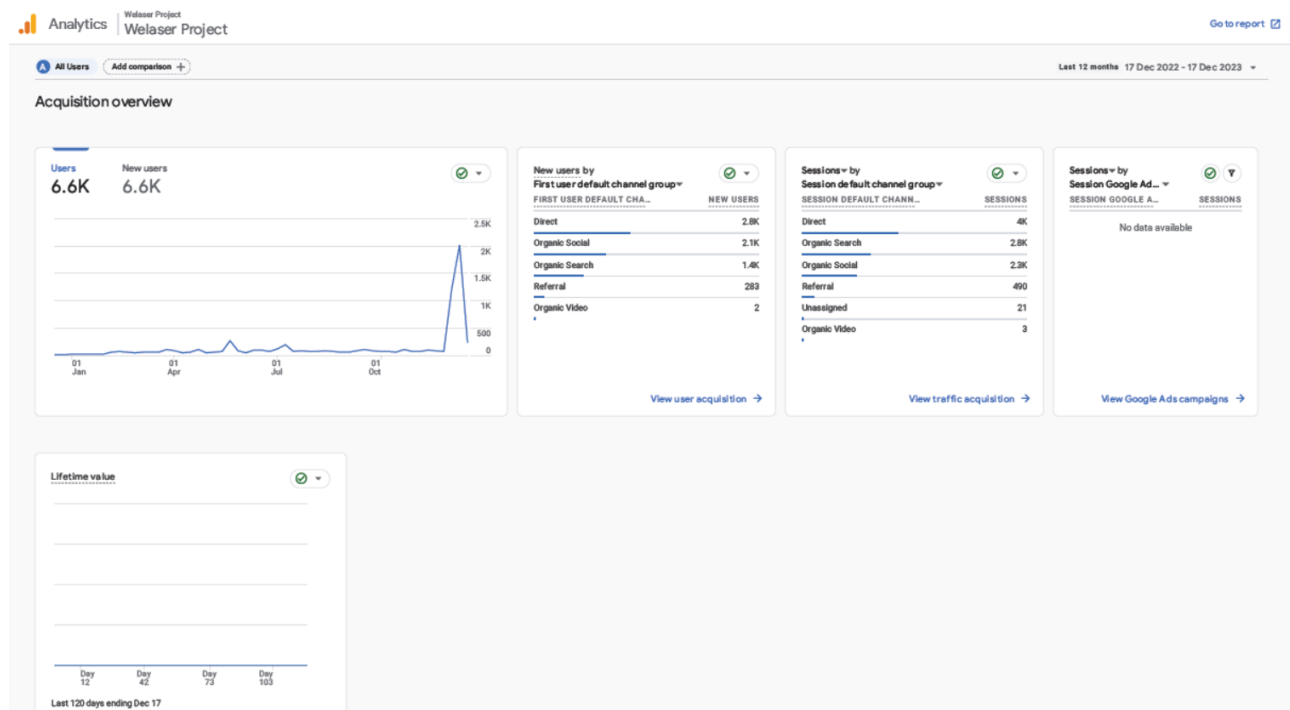 Analytics
Welaser Project
Welaser Project
Go to report
A All Users
Add comparison +
Last 12 months 17 Dec 2022 - 17 Dec 2023
Acquisition overview
Users
6.6K
New users
6.6K
2.5K
2K
1.5K
1K
500
0
01 Jan
01 Apr
01 Jul
01 Oct
New users by
First user default channel group
FIRST USER DEFAULT CHA... NEW USERS
Direct 2.8K
Organic Social 2.1K
Organic Search 1.4K
Referral 283
Organic Video 2
View user acquisition
Sessions by
Session default channel group
SESSION DEFAULT CHANN... SESSIONS
Direct 4K
Organic Search 2.8K
Organic Social 2.3K
Referral 490
Unassigned 21
Organic Video 3
View traffic acquisition
Sessions by
Session Google Ad...
SESSION GOOGLE A... SESSIONS
No data available
View Google Ads campaigns
Lifetime value
Day 12
Day 42
Day 73
Day 103
Last 120 days ending Dec 17